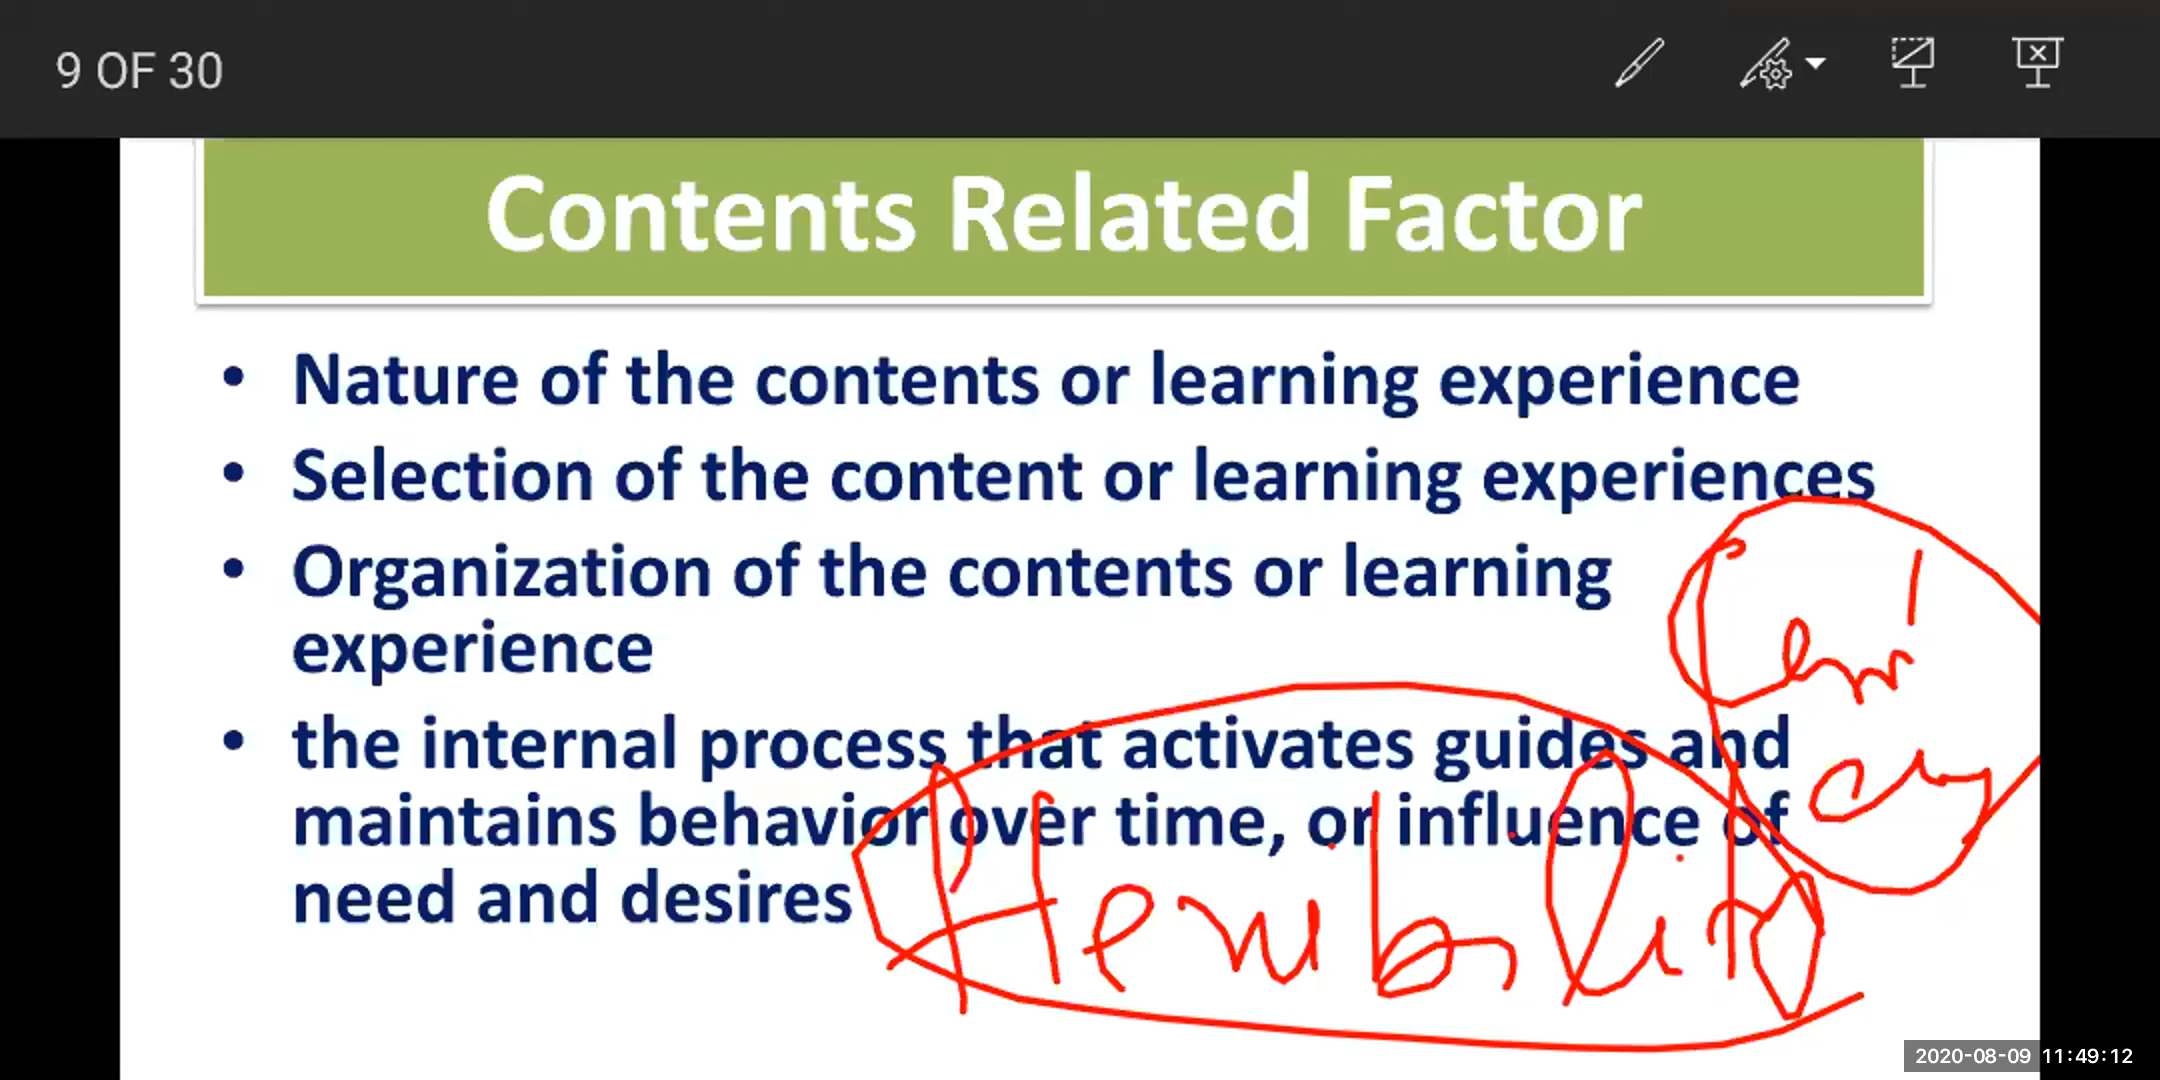 9 OF 30
Contents Related Factor
• Nature of the contents or learning experience
• Selection of the content or learning experiences
• Organization of the contents or learning
experience
• the internal process that activates guides and
maintains behavior over time, or influence of
need and desires
flexibility
2020-08-09 11:49:12